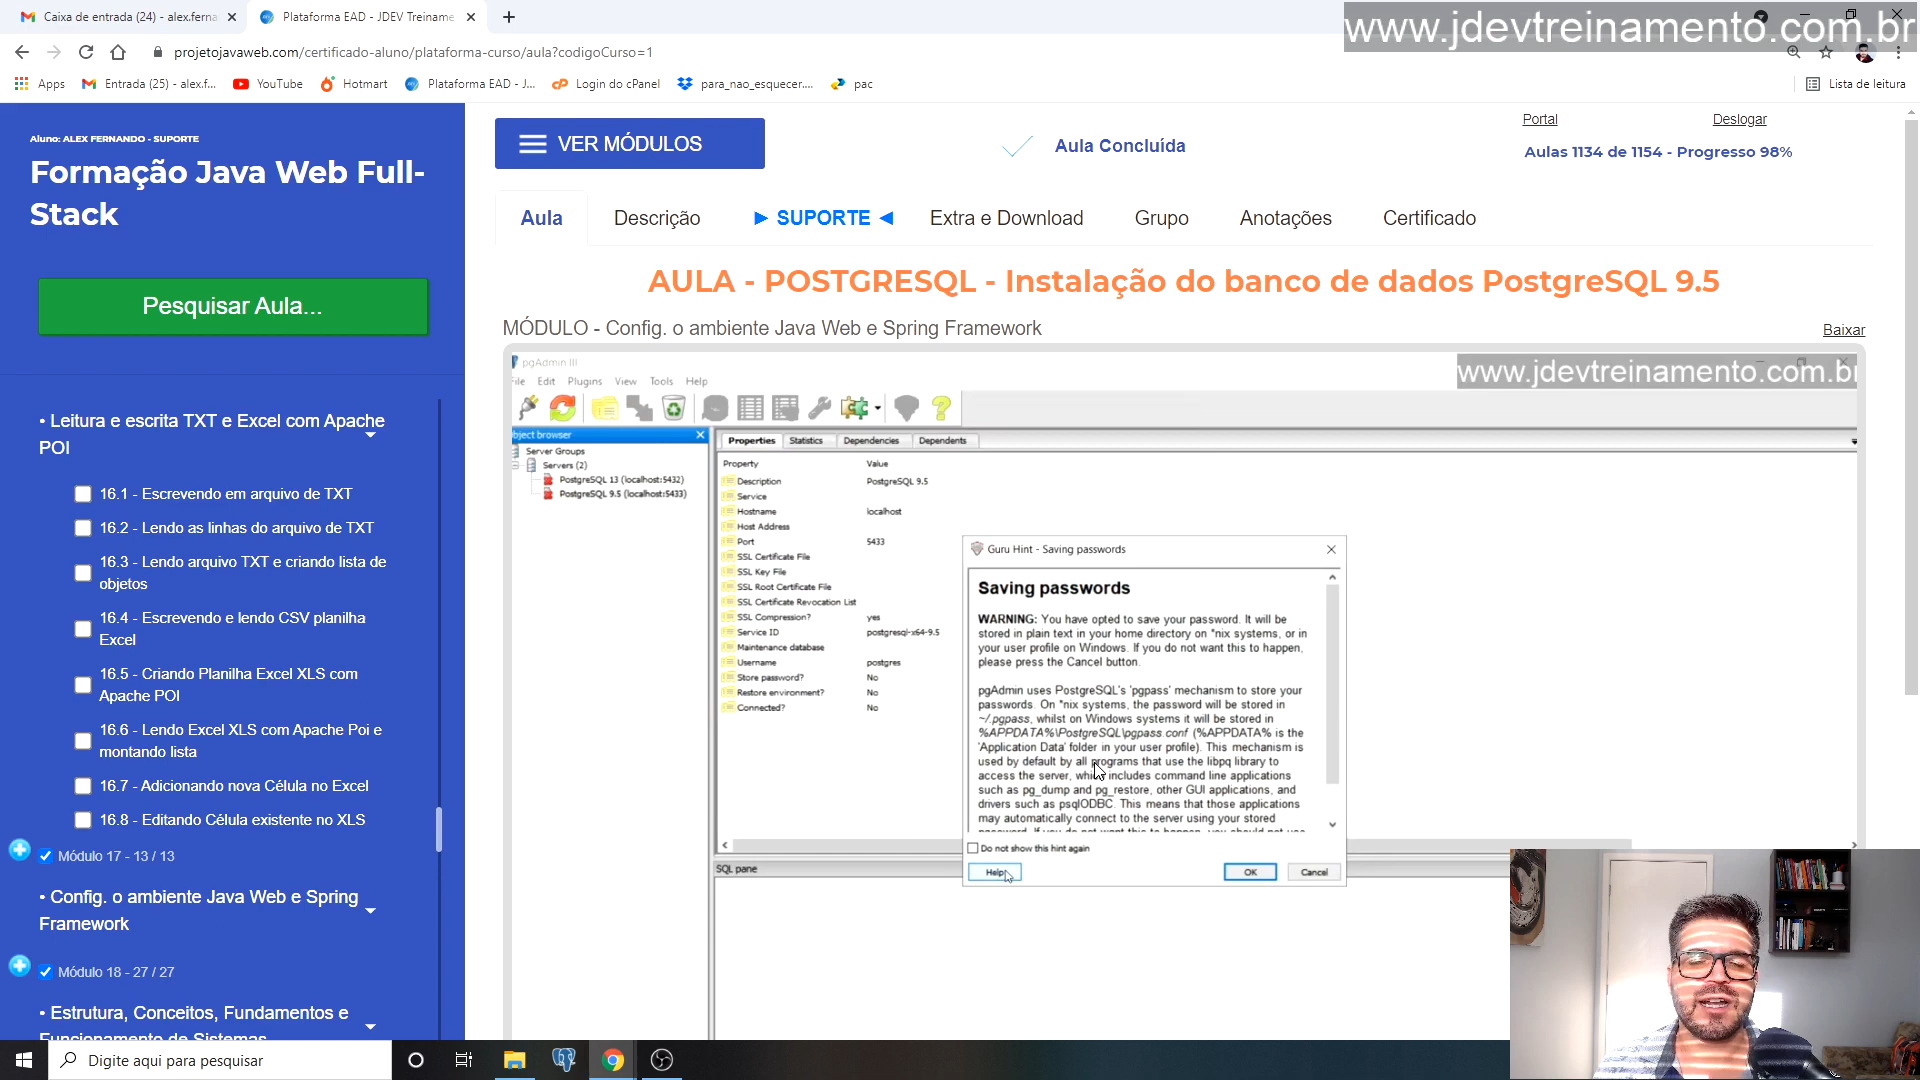 Caixa de entrada (24) - alex.ferna
Plataforma EAD - JDEV Treiname
www.jdevtreinamento.com.br
projetojavaweb.com/certificado-aluno/plataforma-curso/aula?codigoCurso=1
Apps
Entrada (25) - alex.f...
YouTube
Hotmart
Plataforma EAD - J...
Login do cPanel
para_nao_esquecer....
pac
Lista de leitura
Aluno: ALEX FERNANDO - SUPORTE
Formação Java Web Full-
Stack
Pesquisar Aula...
• Leitura e escrita TXT e Excel com Apache
POI
16.1 - Escrevendo em arquivo de TXT
16.2 - Lendo as linhas do arquivo de TXT
16.3 - Lendo arquivo TXT e criando lista de
objetos
16.4 - Escrevendo e lendo CSV planilha
Excel
16.5 - Criando Planilha Excel XLS com
Apache POI
16.6 - Lendo Excel XLS com Apache Poi e
montando lista
16.7 - Adicionando nova Célula no Excel
16.8 - Editando Célula existente no XLS
Módulo 17 - 13 / 13
• Config. o ambiente Java Web e Spring
Framework
Módulo 18 - 27 / 27
• Estrutura, Conceitos, Fundamentos e
Funcionamento de Sistemas
VER MÓDULOS
Aula Concluída
Portal
Deslogar
Aulas 1134 de 1154 - Progresso 98%
Aula
Descrição
► SUPORTE ◄
Extra e Download
Grupo
Anotações
Certificado
AULA - POSTGRESQL - Instalação do banco de dados PostgreSQL 9.5
MÓDULO - Config. o ambiente Java Web e Spring Framework
Baixar
pgAdmin III
www.jdevtreinamento.com.br
File Edit Plugins View Tools Help
Object browser
Server Groups
Servers (2)
PostgreSQL 13 (localhost:5432)
PostgreSQL 9.5 (localhost:5433)
Properties Statistics Dependencies Dependents
Property Value
Description PostgreSQL 9.5
Service
Hostname localhost
Host Address
Port 5433
SSL Certificate File
SSL Key File
SSL Root Certificate File
SSL Certificate Revocation List
SSL Compression? yes
Service ID postgresql-x64-9.5
Maintenance database
Username postgres
Store password? No
Restore environment? No
Connected? No
SQL pane
Guru Hint - Saving passwords
Saving passwords
WARNING: You have opted to save your password. It will be
stored in plain text in your home directory on *nix systems, or in
your user profile on Windows. If you do not want this to happen,
please press the Cancel button.
pgAdmin uses PostgreSQL's 'pgpass' mechanism to store your
passwords. On *nix systems, the password will be stored in
~/.pgpass, whilst on Windows systems it will be stored in
%APPDATA%\PostgreSQL\pgpass.conf (%APPDATA% is the
'Application Data' folder in your user profile). This mechanism is
used by default by all programs that use the libpq library to
access the server, which includes command line applications
such as pg_dump and pg_restore, other GUI applications, and
drivers such as psqlODBC. This means that those applications
may automatically connect to the server using your stored
password. If you do not want this to happen, you should not use
Do not show this hint again
Help
OK
Cancel
Digite aqui para pesquisar